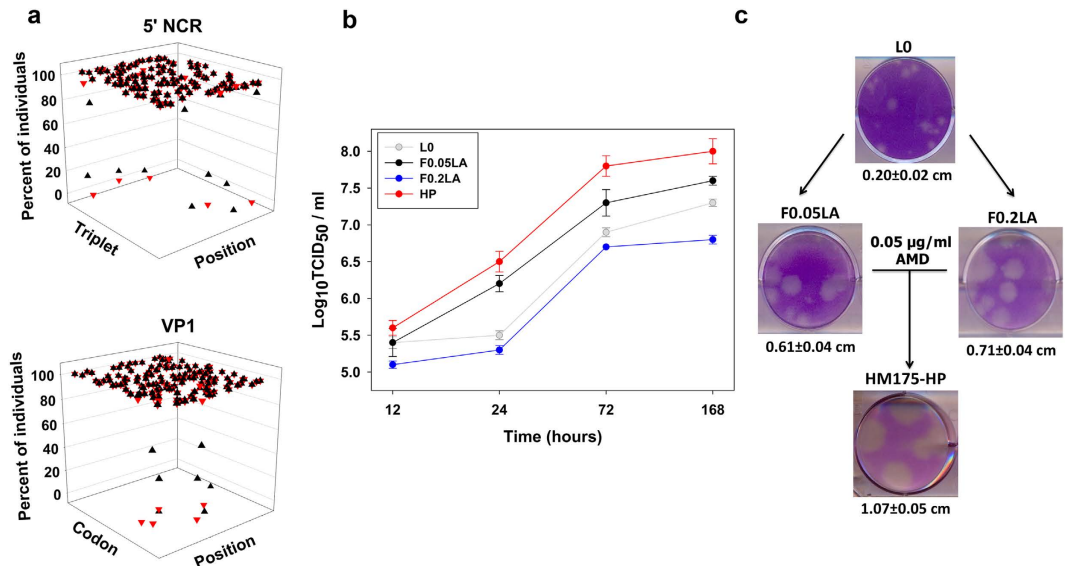 a
5' NCR
Percent of individuals
100
80
60
40
20
0
Triplet
Position
VP1
Percent of individuals
100
80
60
40
20
0
Codon
Position
b
Log10TCID50 / ml
8.0
7.5
7.0
6.5
6.0
5.5
5.0
L0
F0.05LA
F0.2LA
HP
12
24
72
168
Time (hours)
c
L0
0.20±0.02 cm
F0.05LA
0.61±0.04 cm
0.05 µg/ml
AMD
F0.2LA
0.71±0.04 cm
HM175-HP
1.07±0.05 cm